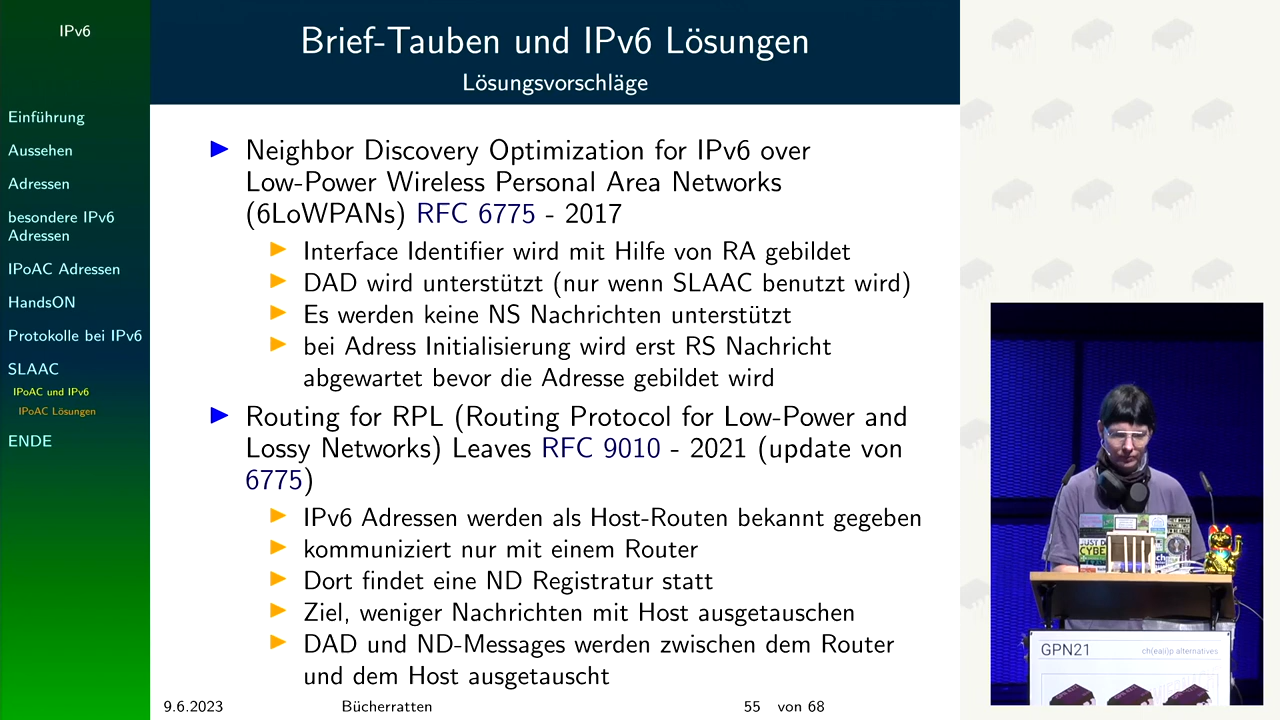 IPv6
Einführung
Aussehen
Adressen
besondere IPv6
Adressen
IPoAC Adressen
HandsON
Protokolle bei IPv6
SLAAC
IPoAC und IPv6
IPoAC Lösungen
ENDE
Brief-Tauben und IPv6 Lösungen
Lösungsvorschläge
Neighbor Discovery Optimization for IPv6 over
Low-Power Wireless Personal Area Networks
(6LoWPANs) RFC 6775 - 2017
Interface Identifier wird mit Hilfe von RA gebildet
DAD wird unterstützt (nur wenn SLAAC benutzt wird)
Es werden keine NS Nachrichten unterstützt
bei Adress Initialisierung wird erst RS Nachricht
abgewartet bevor die Adresse gebildet wird
Routing for RPL (Routing Protocol for Low-Power and
Lossy Networks) Leaves RFC 9010 - 2021 (update von
6775)
IPv6 Adressen werden als Host-Routen bekannt gegeben
kommuniziert nur mit einem Router
Dort findet eine ND Registratur statt
Ziel, weniger Nachrichten mit Host ausgetauschen
DAD und ND-Messages werden zwischen dem Router
und dem Host ausgetauscht
9.6.2023 Bücherratten 55 von 68
JUST D
CYBE
GPN21 ch(ea|i)p alternatives